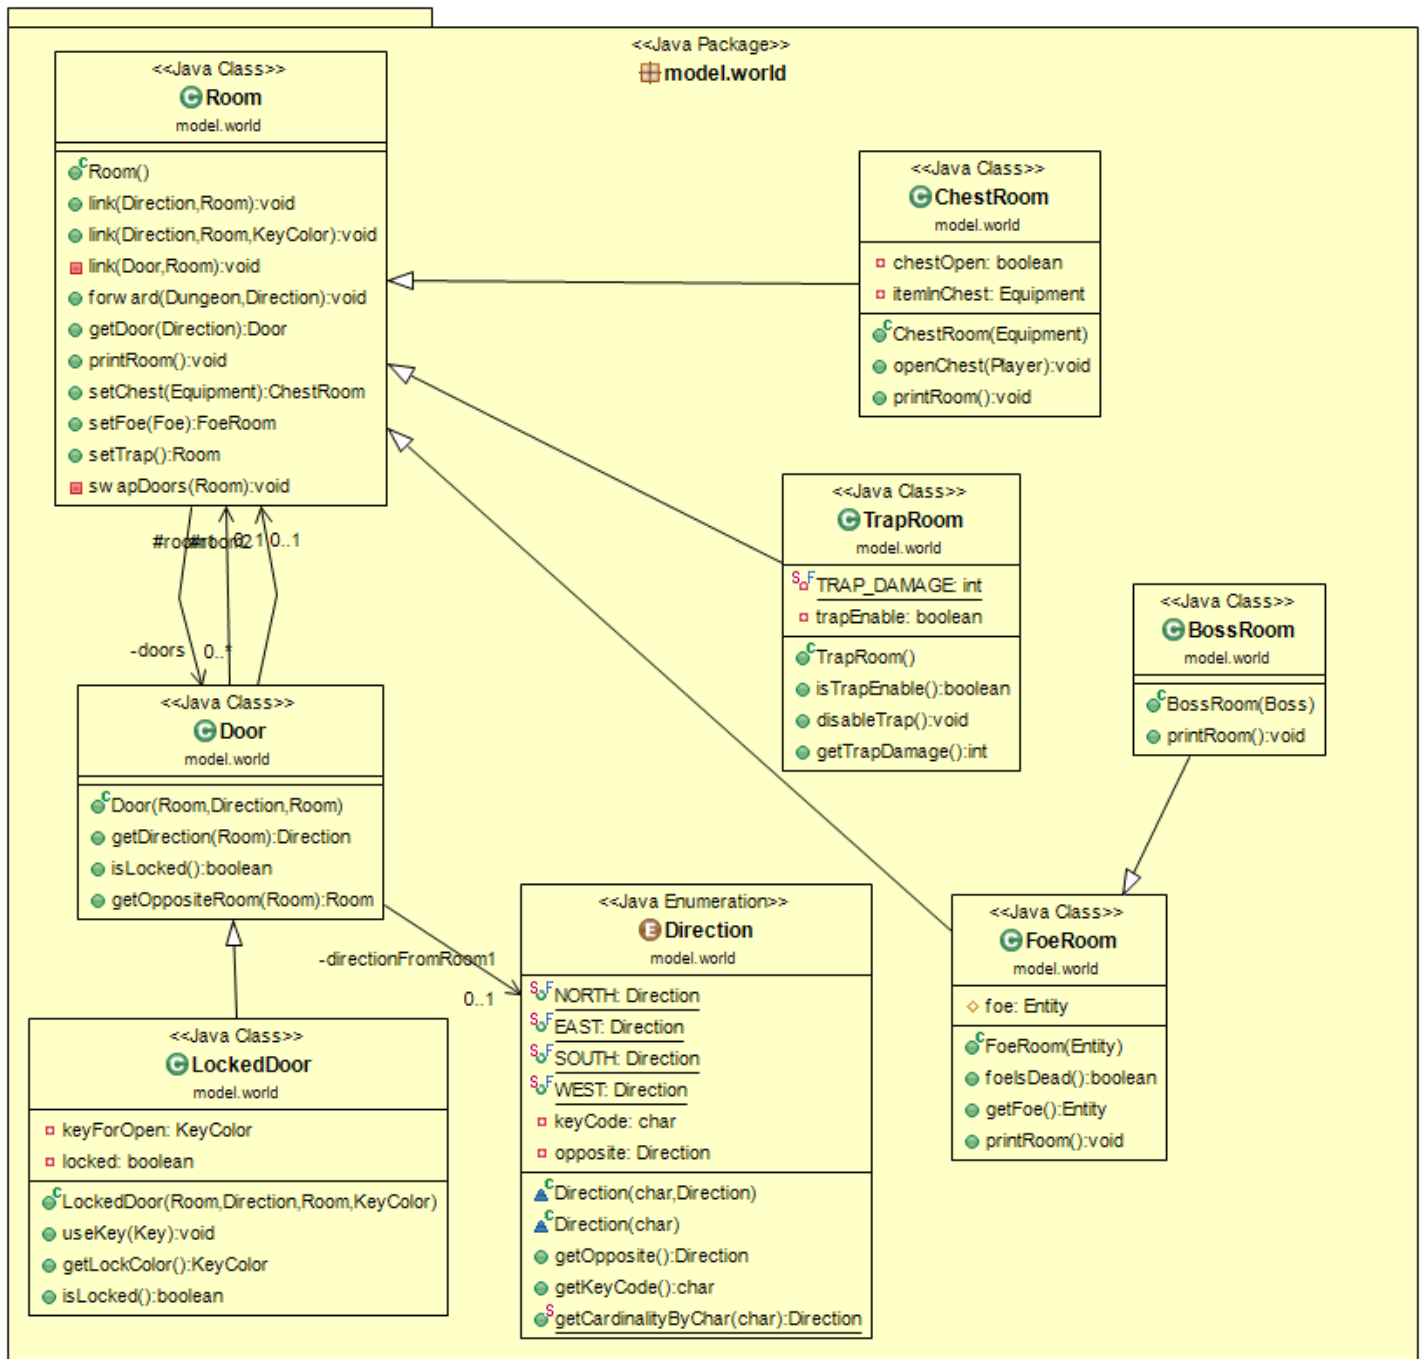 <<Java Package>>
model.world
<<Java Class>>
Room
model.world
Room()
link(Direction,Room):void
link(Direction,Room,KeyColor):void
link(Door,Room):void
forward(Dungeon,Direction):void
getDoor(Direction):Door
printRoom():void
setChest(Equipment):ChestRoom
setFoe(Foe):FoeRoom
setTrap():Room
swapDoors(Room):void
<<Java Class>>
ChestRoom
model.world
chestOpen: boolean
itemInChest: Equipment
ChestRoom(Equipment)
openChest(Player):void
printRoom():void
<<Java Class>>
TrapRoom
model.world
TRAP_DAMAGE: int
trapEnable: boolean
TrapRoom()
isTrapEnable():boolean
disableTrap():void
getTrapDamage():int
<<Java Class>>
BossRoom
model.world
BossRoom(Boss)
printRoom():void
#room1
#room2
0..1
0..1
-doors
0..*
<<Java Class>>
Door
model.world
Door(Room,Direction,Room)
getDirection(Room):Direction
isLocked():boolean
getOppositeRoom(Room):Room
-directionFromRoom1
0..1
<<Java Class>>
LockedDoor
model.world
keyForOpen: KeyColor
locked: boolean
LockedDoor(Room,Direction,Room,KeyColor)
useKey(Key):void
getLockColor():KeyColor
isLocked():boolean
<<Java Enumeration>>
Direction
model.world
NORTH: Direction
EAST: Direction
SOUTH: Direction
WEST: Direction
keyCode: char
opposite: Direction
Direction(char,Direction)
Direction(char)
getOpposite():Direction
getKeyCode():char
getCardinalityByChar(char):Direction
<<Java Class>>
FoeRoom
model.world
foe: Entity
FoeRoom(Entity)
foeIsDead():boolean
getFoe():Entity
printRoom():void